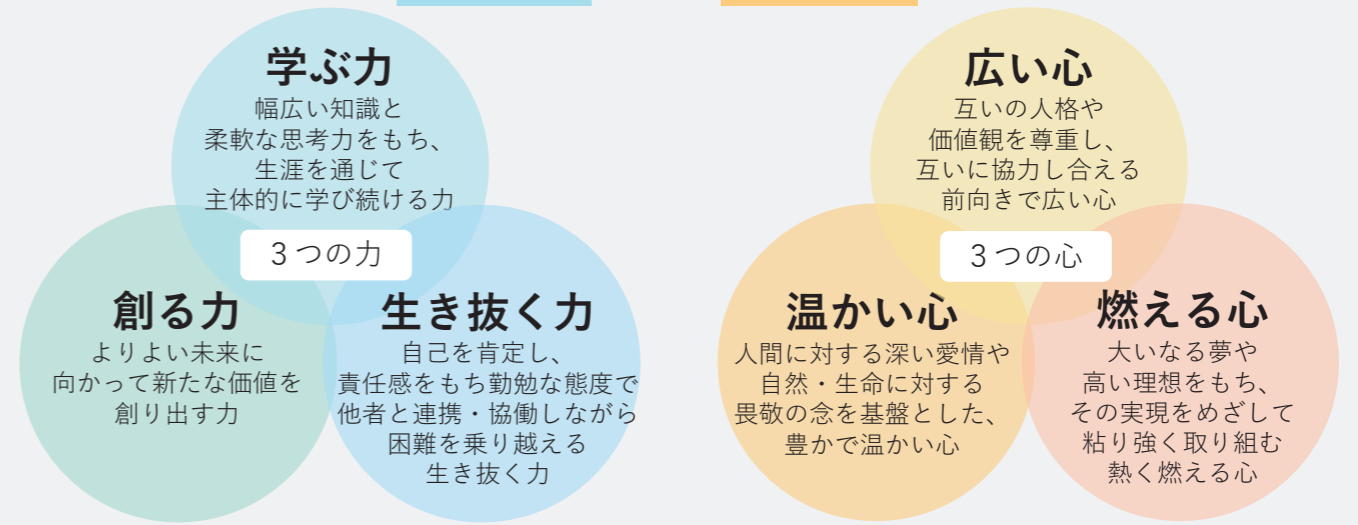 学ぶ力
幅広い知識と
柔軟な思考力をもち、
生涯を通じて
主体的に学び続ける力
3つの力
創る力
よりよい未来に
向かって新たな価値を
創り出す力
生き抜く力
自己を肯定し、
責任感をもち勤勉な態度で
他者と連携・協働しながら
困難を乗り越える
生き抜く力
広い心
互いの人格や
価値観を尊重し、
互いに協力し合える
前向きで広い心
3つの心
温かい心
人間に対する深い愛情や
自然・生命に対する
畏敬の念を基盤とした、
豊かで温かい心
燃える心
大いなる夢や
高い理想をもち、
その実現をめざして
粘り強く取り組む
熱く燃える心